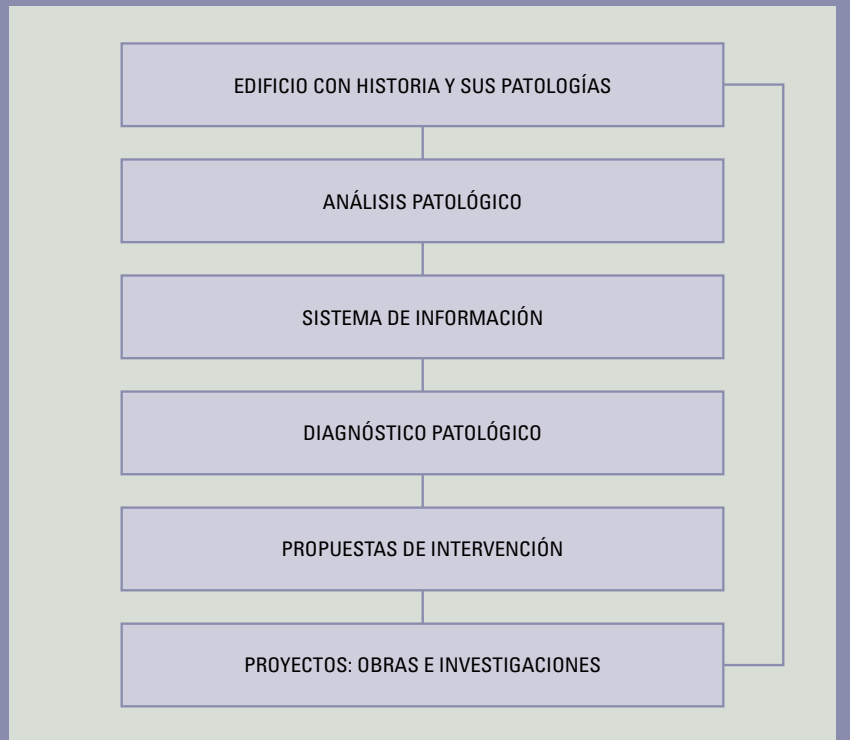 EDIFICIO CON HISTORIA Y SUS PATOLOGÍAS
ANÁLISIS PATOLÓGICO
SISTEMA DE INFORMACIÓN
DIAGNÓSTICO PATOLÓGICO
PROPUESTAS DE INTERVENCIÓN
PROYECTOS: OBRAS E INVESTIGACIONES